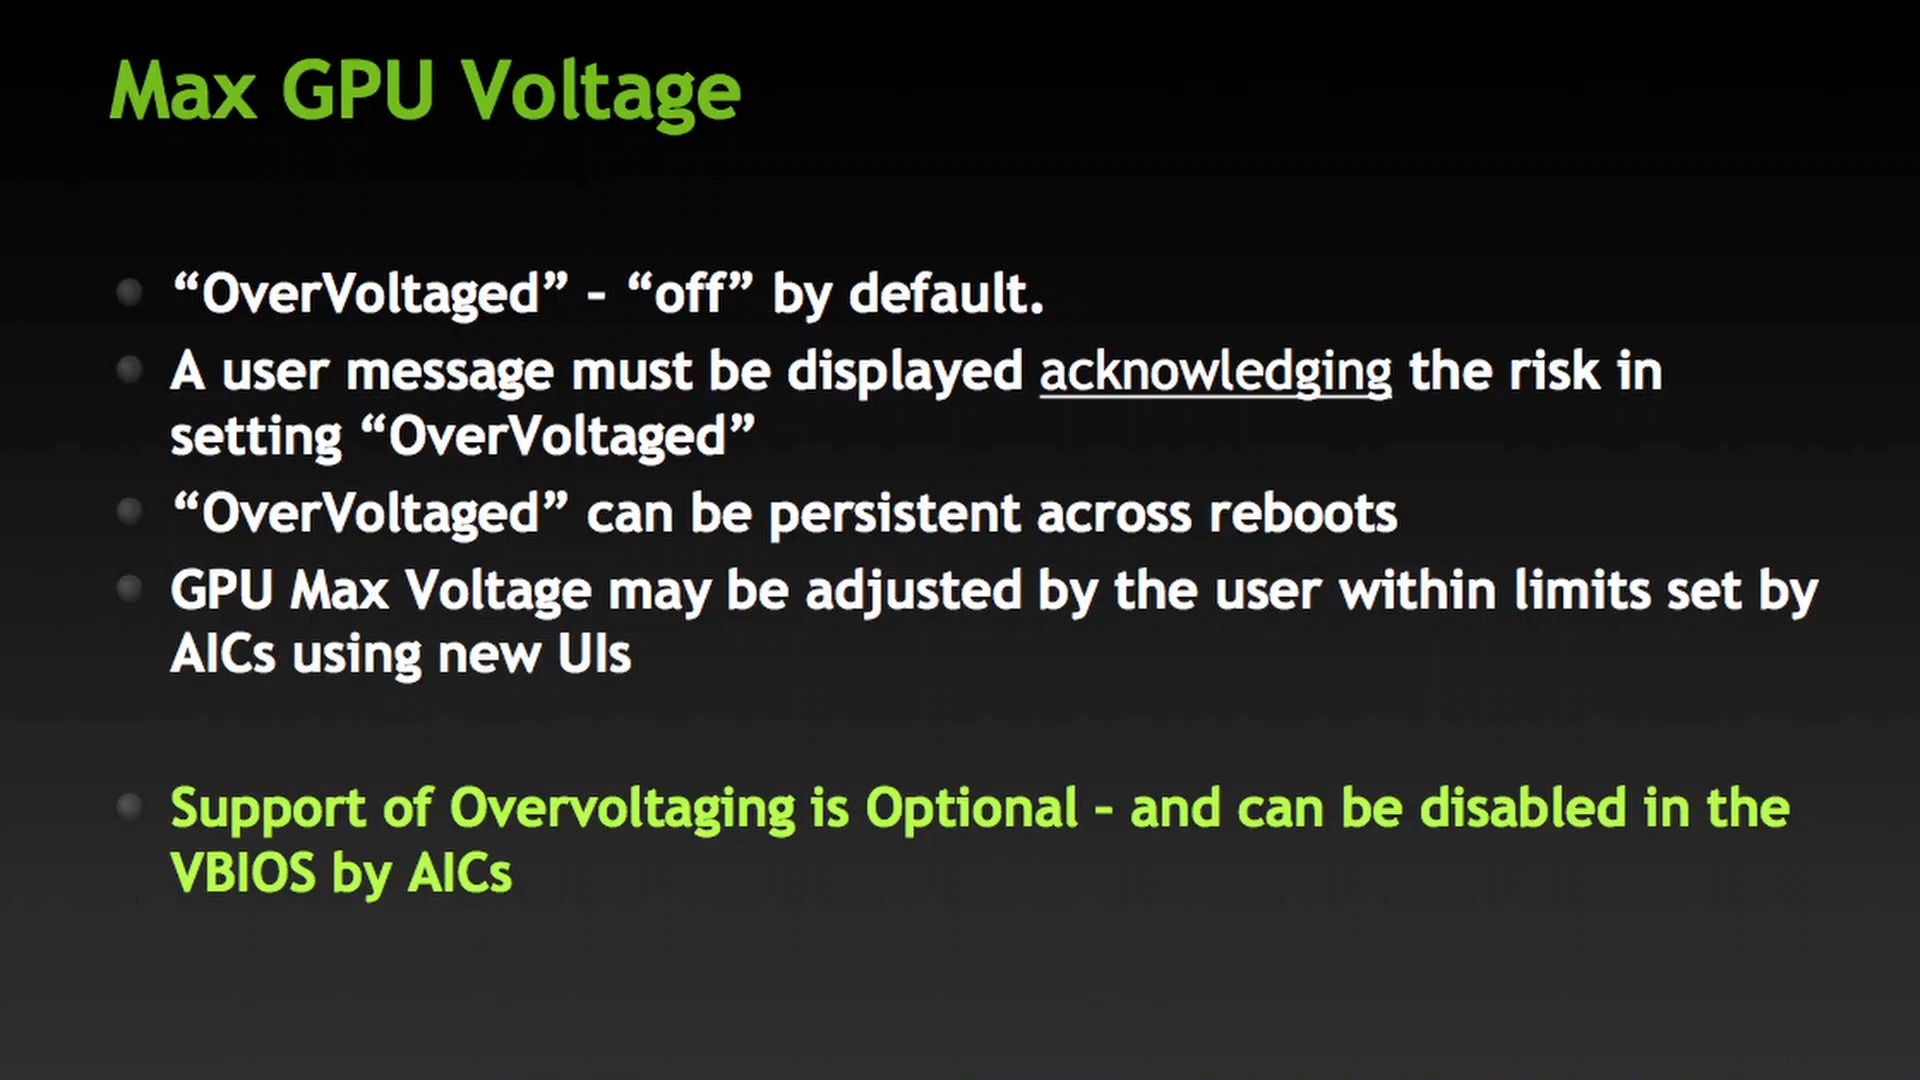 Max GPU Voltage
“OverVoltaged” – “off” by default.
A user message must be displayed acknowledging the risk in
setting “OverVoltaged”
“OverVoltaged” can be persistent across reboots
GPU Max Voltage may be adjusted by the user within limits set by
AICs using new UIs
Support of Overvoltaging is Optional – and can be disabled in the
VBIOS by AICs